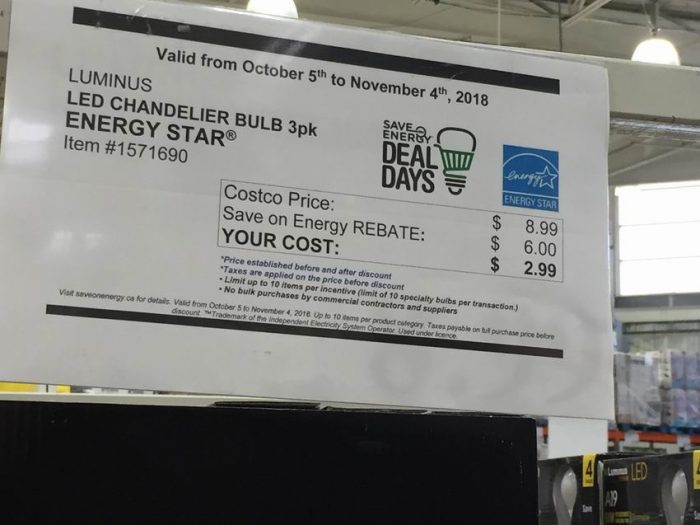 Valid from October 5th to November 4th, 2018
LUMINUS
LED CHANDELIER BULB 3pk
ENERGY STAR®
Item #1571690
SAVE ON
ENERGY
DEAL
DAYS
energy
ENERGY STAR
Costco Price: $ 8.99
Save on Energy REBATE: $ 6.00
YOUR COST: $ 2.99
*Price established before and after discount
*Taxes are applied on the price before discount
• Limit up to 10 items per incentive (limit of 10 specialty bulbs per transaction.)
• No bulk purchases by commercial contractors and suppliers
Visit saveonenergy.ca for details. Valid from October 5 to November 4, 2018. Up to 10 items per product category. Taxes payable on full purchase price before
discount. ™Trademark of the Independent Electricity System Operator. Used under licence.
4
Luminus LED
A19
4